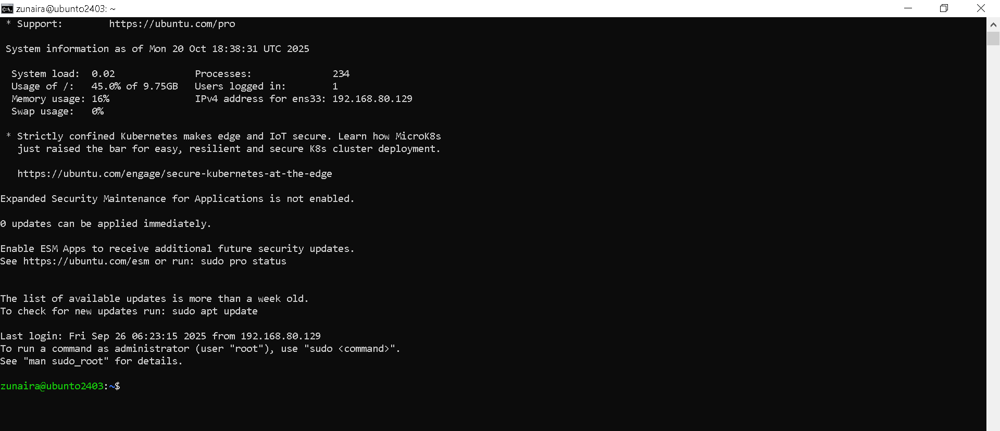 zunaira@ubunto2403: ~
 * Support:        https://ubuntu.com/pro

 System information as of Mon 20 Oct 18:38:31 UTC 2025

  System load:  0.02              Processes:              234
  Usage of /:   45.0% of 9.75GB   Users logged in:        1
  Memory usage: 16%               IPv4 address for ens33: 192.168.80.129
  Swap usage:   0%

 * Strictly confined Kubernetes makes edge and IoT secure. Learn how MicroK8s
   just raised the bar for easy, resilient and secure K8s cluster deployment.

   https://ubuntu.com/engage/secure-kubernetes-at-the-edge

Expanded Security Maintenance for Applications is not enabled.

0 updates can be applied immediately.

Enable ESM Apps to receive additional future security updates.
See https://ubuntu.com/esm or run: sudo pro status


The list of available updates is more than a week old.
To check for new updates run: sudo apt update

Last login: Fri Sep 26 06:23:15 2025 from 192.168.80.129
To run a command as administrator (user "root"), use "sudo <command>".
See "man sudo_root" for details.

zunaira@ubunto2403:~$